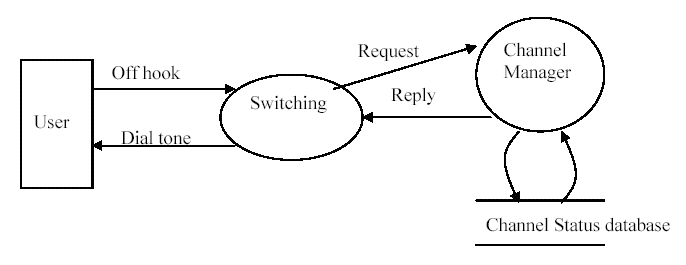 Off hook
User
Dial tone
Switching
Request
Reply
Channel
Manager
Channel Status database